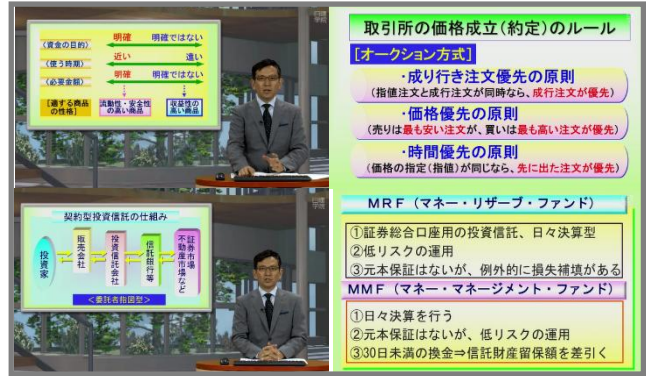 明確 明確ではない
(資金の目的)
近い 遠い
(使う時期)
明確 明確ではない
(必要金額)
[適する商品の性格] 流動性・安全性の高い商品 収益性の高い商品
日建学院
取引所の価格成立(約定)のルール
[オークション方式]
・成り行き注文優先の原則
(指値注文と成行注文が同時なら、成行注文が優先)
・価格優先の原則
(売りは最も安い注文が、買いは最も高い注文が優先)
・時間優先の原則
(価格の指定(指値)が同じなら、先に出た注文が優先)
契約型投資信託の仕組み
投資家
販売会社
投資信託会社
信託銀行等
証券市場
不動産市場など
<委託者指図型>
日建学院
MRF(マネー・リザーブ・ファンド)
①証券総合口座用の投資信託、日々決算型
②低リスクの運用
③元本保証はないが、例外的に損失補填がある
MMF(マネー・マネージメント・ファンド)
①日々決算を行う
②元本保証はないが、低リスクの運用
③30日未満の換金⇒信託財産留保額を差引く